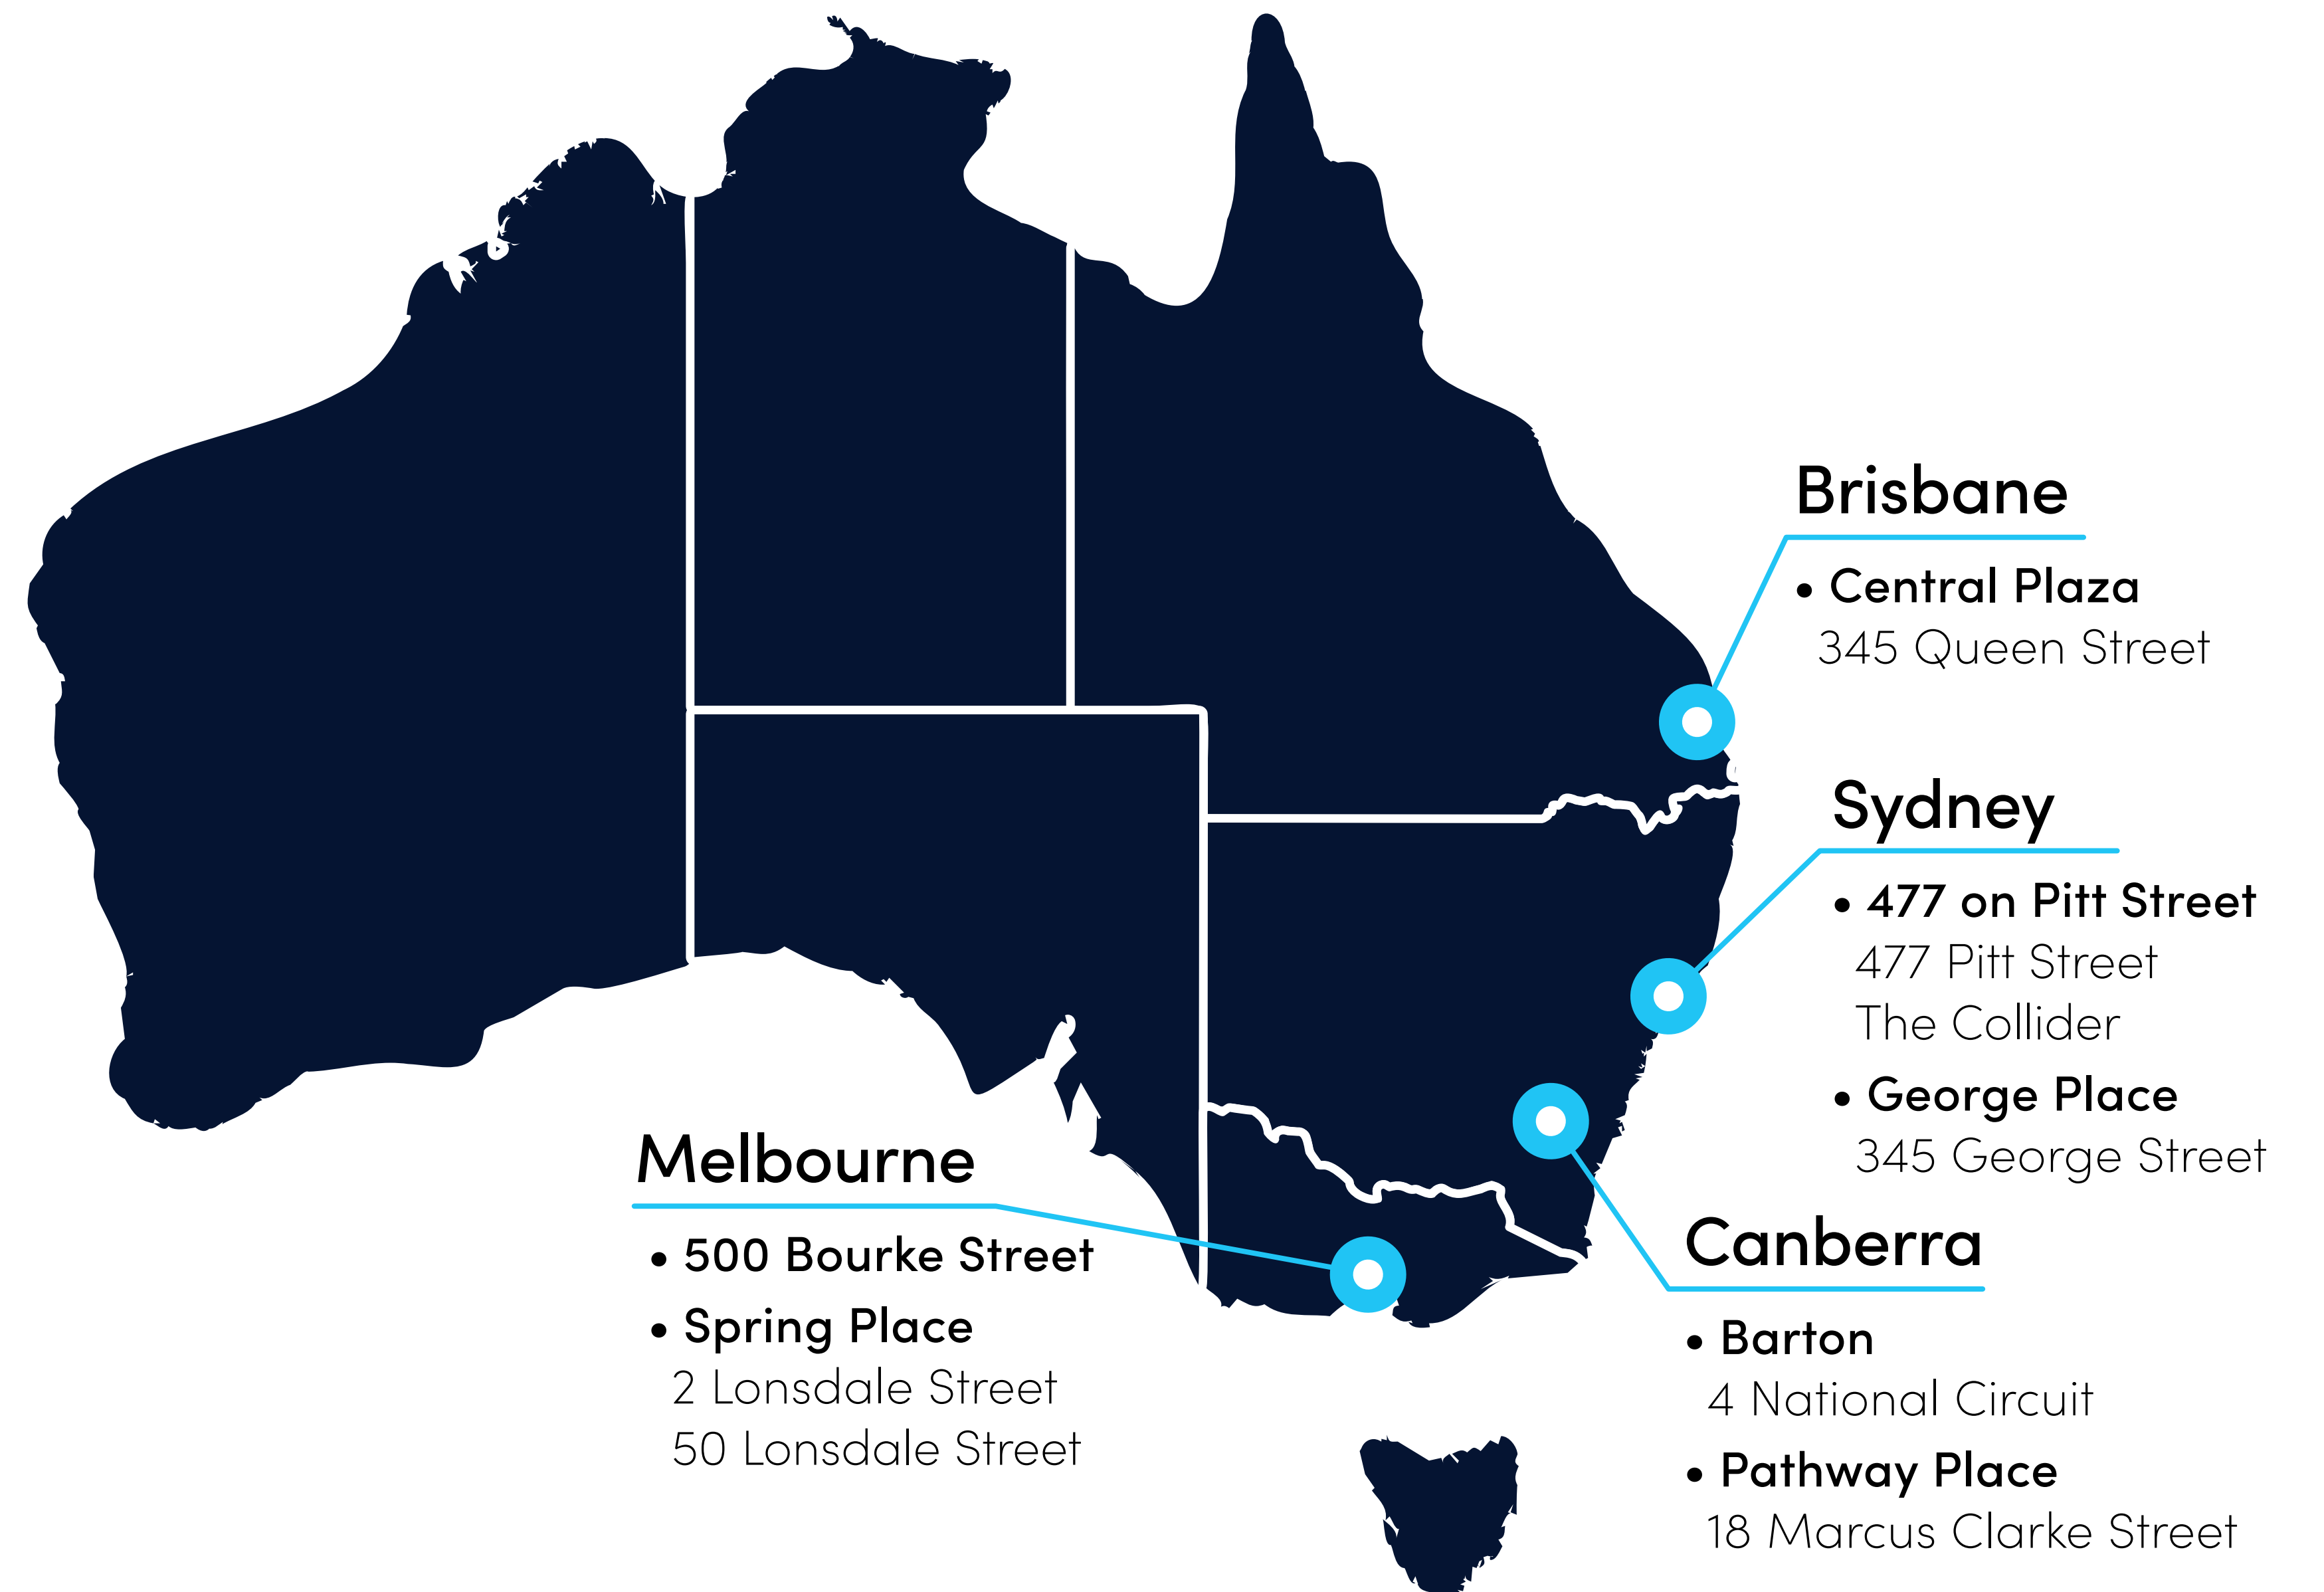 Brisbane
• Central Plaza
345 Queen Street
Sydney
• 477 on Pitt Street
477 Pitt Street
The Collider
• George Place
345 George Street
Melbourne
• 500 Bourke Street
• Spring Place
2 Lonsdale Street
50 Lonsdale Street
Canberra
• Barton
4 National Circuit
• Pathway Place
18 Marcus Clarke Street